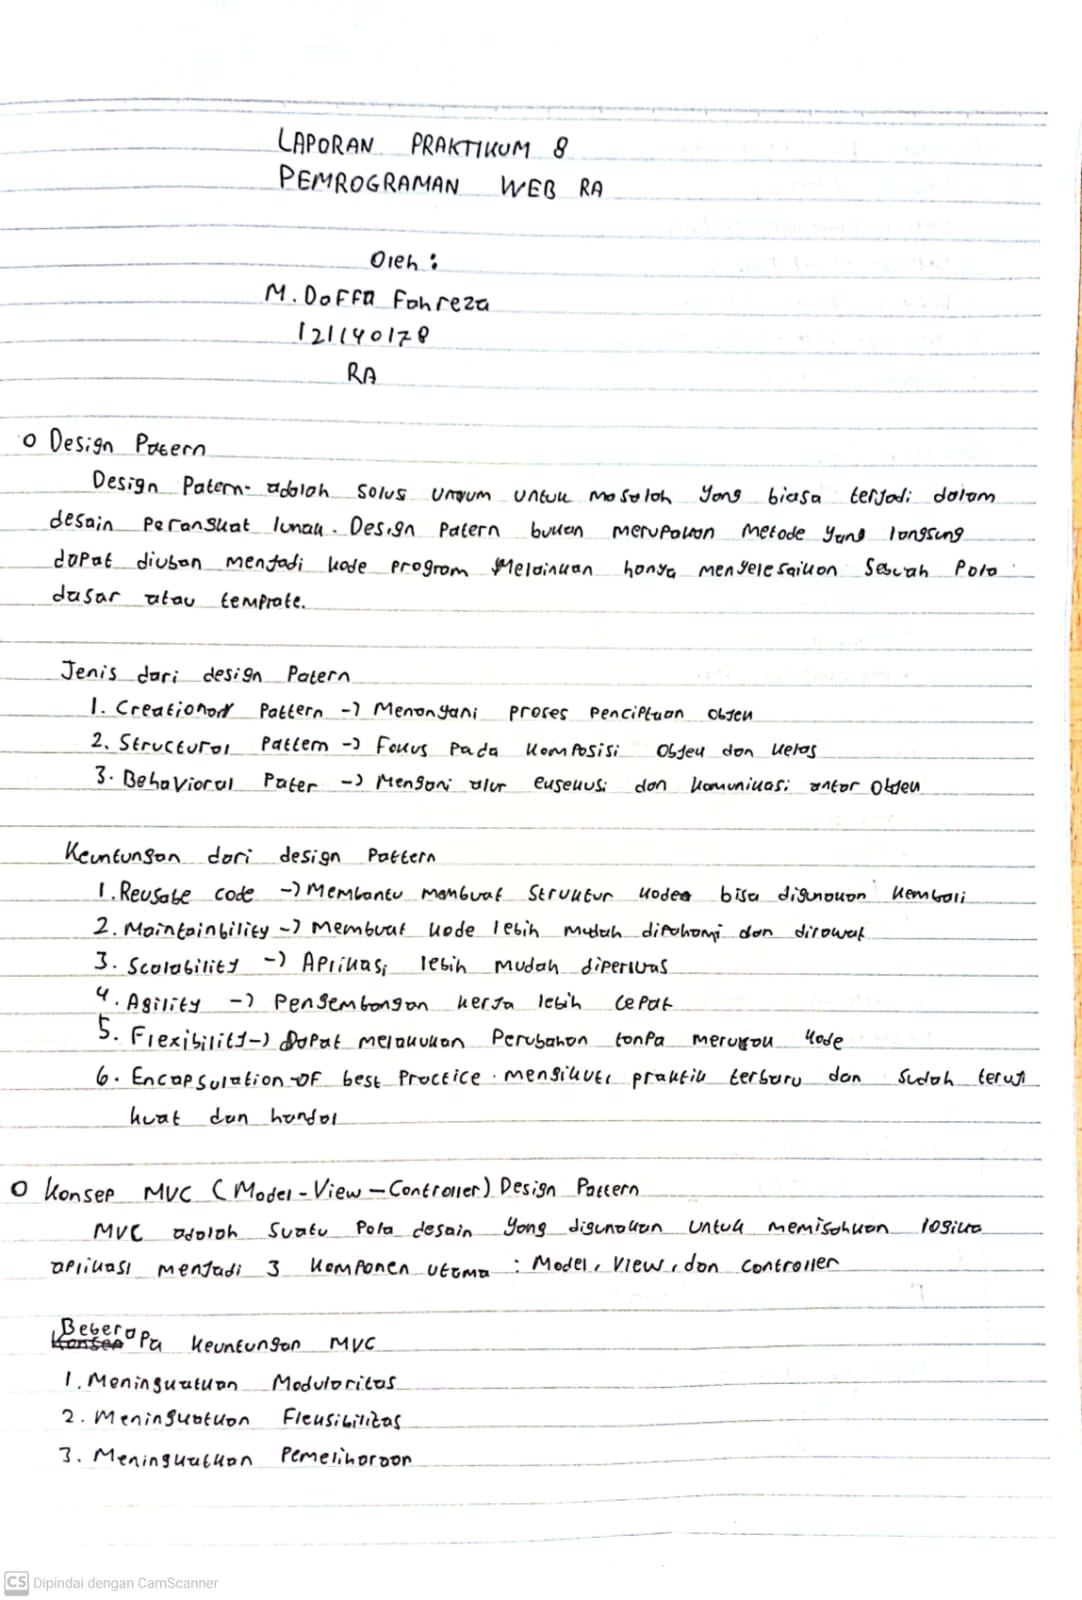 LAPORAN PRAKTIKUM 8
PEMROGRAMAN WEB RA
Oleh :
M. Daffa Fahreza
121140178
RA
o Design Patern
Design Patern adalah solus umum untuk masalah yang biasa terjadi dalam
desain perangkat lunak. Design patern bukan merupakan metode yang langsung
dapat diubah menjadi kode program Melainkan hanya menyelesaikan sebuah pola
dasar atau template.
Jenis dari design Patern
1. Creational Pattern -> Menangani proses penciptaan objek
2. Structural Pattern -> Fokus pada komposisi objek dan kelas
3. Behavioral Pater -> Mengani alur eksekusi dan komunikasi antar objek
Keuntungan dari design Pattern
1. Reusabe code -> Membantu membuat struktur kode bisa digunakan kembali
2. Maintainbility -> Membuat kode lebih mudah dipahami dan dirawat
3. Scalability -> Aplikasi lebih mudah diperluas
4. Agility -> Pengembangan kerja lebih cepat
5. Flexibility -> Dapat melakukan Perubahan tanpa merusak kode
6. Encapsulation OF best Practice. mengikuti praktik terbaru dan sudah teruji
kuat dan handal
o Konsep MVC (Model-View-Controller) Design Pattern
MVC adalah suatu Pola desain yang digunakan untuk memisahkan logika
aplikasi menjadi 3 komponen utama : Model, View, dan Controller
Beberapa keuntungan MVC
1. Meningkatkan Modularitas
2. Meningkatkan Fleksibilitas
3. Meningkatkan Pemeliharaan
CS Dipindai dengan CamScanner